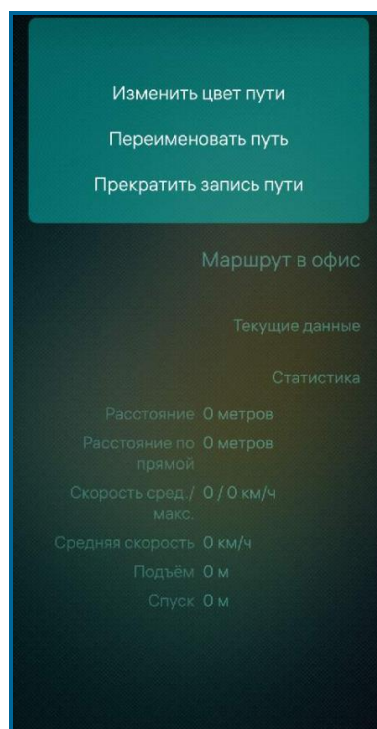 Изменить цвет пути
Переименовать путь
Прекратить запись пути
Маршрут в офис
Текущие данные
Статистика
Расстояние 0 метров
Расстояние по 0 метров
прямой
Скорость сред./ 0 / 0 км/ч
макс.
Средняя скорость 0 км/ч
Подъём 0 м
Спуск 0 м